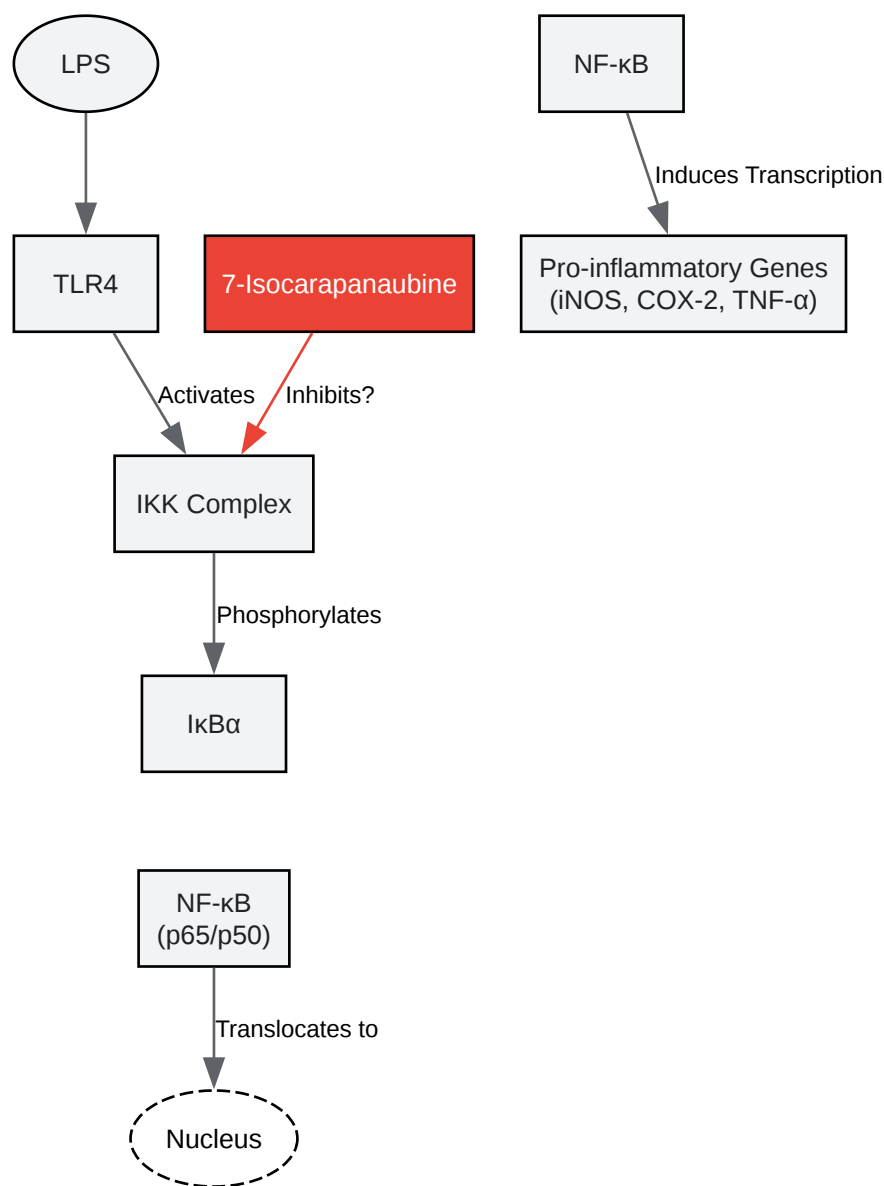 LPS
NF-κB
Induces Transcription
TLR4
7-Isocarapanaubine
Pro-inflammatory Genes
(iNOS, COX-2, TNF-α)
Activates
Inhibits?
IKK Complex
Phosphorylates
IκBα
NF-κB
(p65/p50)
Translocates to
Nucleus